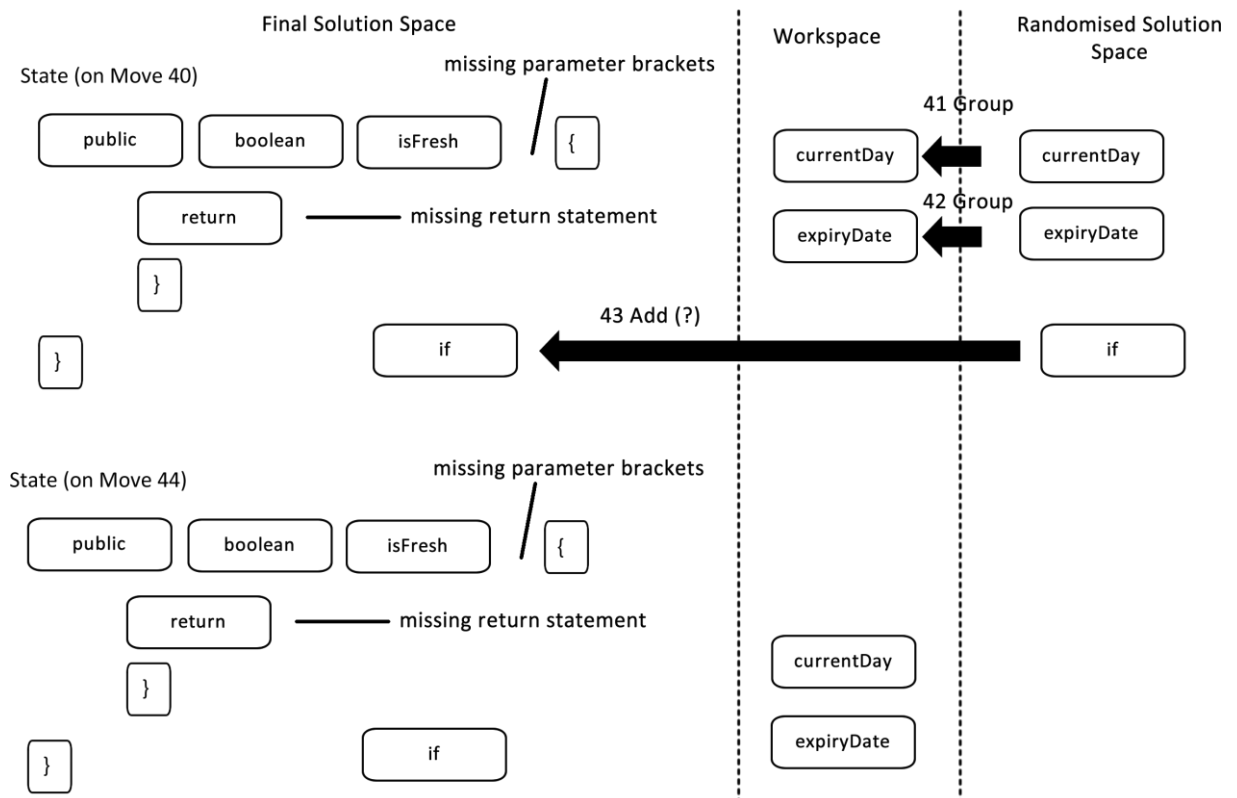 Final Solution Space
Workspace
Randomised Solution
Space
State (on Move 40)
missing parameter brackets
41 Group
public boolean isFresh {
currentDay currentDay
42 Group
return missing return statement
expiryDate expiryDate
}
43 Add (?)
} if if
State (on Move 44)
missing parameter brackets
public boolean isFresh {
return missing return statement
currentDay
}
expiryDate
} if